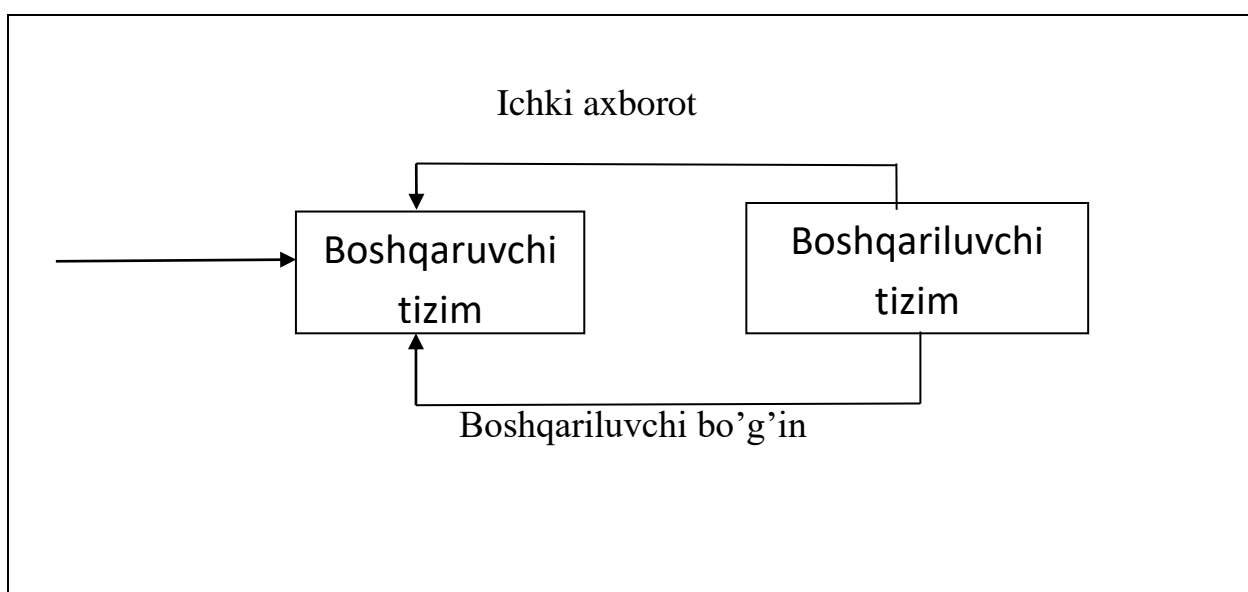 Ichki axborot
Boshqaruvchi
tizim
Boshqariluvchi
tizim
Boshqariluvchi bo’g’in